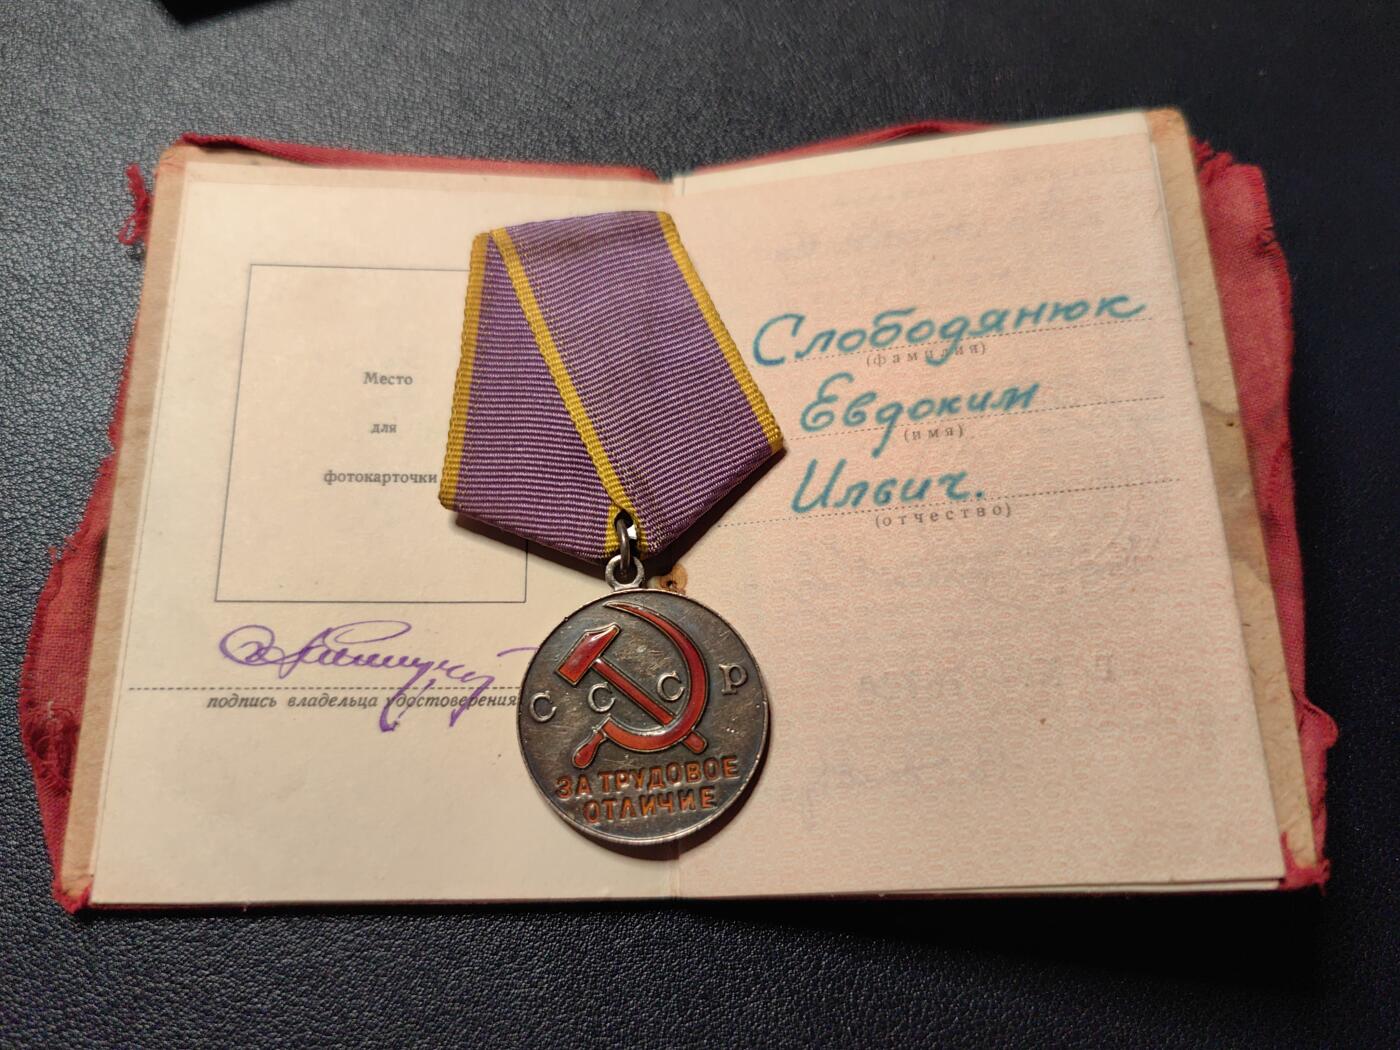 Место
для
фотокарточки
подпись владельца удостоверения
Слободянюк
(фамилия)
Евдоким
(имя)
Ильич.
(отчество)
СССР
ЗА ТРУДОВОЕ
ОТЛИЧИЕ